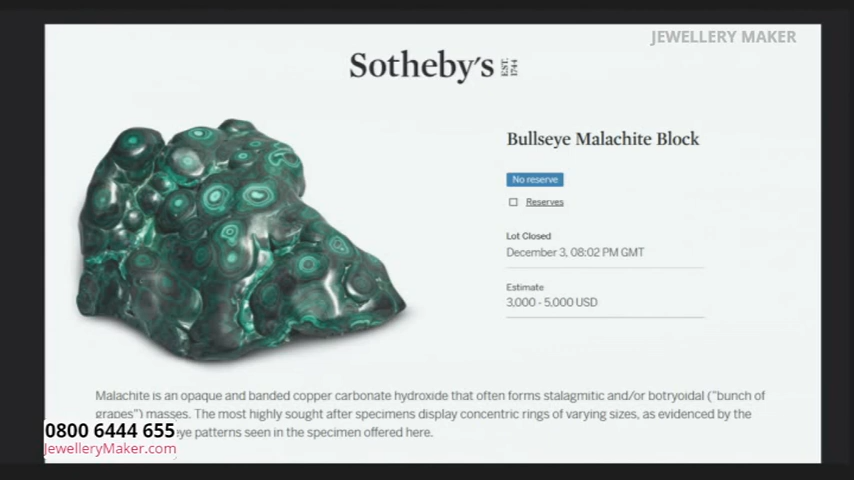 JEWELLERY MAKER
Sotheby's EST. 1744
Bullseye Malachite Block
No reserve
Reserves
Lot Closed
December 3, 08:02 PM GMT
Estimate
3,000 - 5,000 USD
Malachite is an opaque and banded copper carbonate hydroxide that often forms stalagmitic and/or botryoidal ("bunch of
grapes") masses. The most highly sought after specimens display concentric rings of varying sizes, as evidenced by the
eye patterns seen in the specimen offered here.
0800 6444 655
JewelleryMaker.com